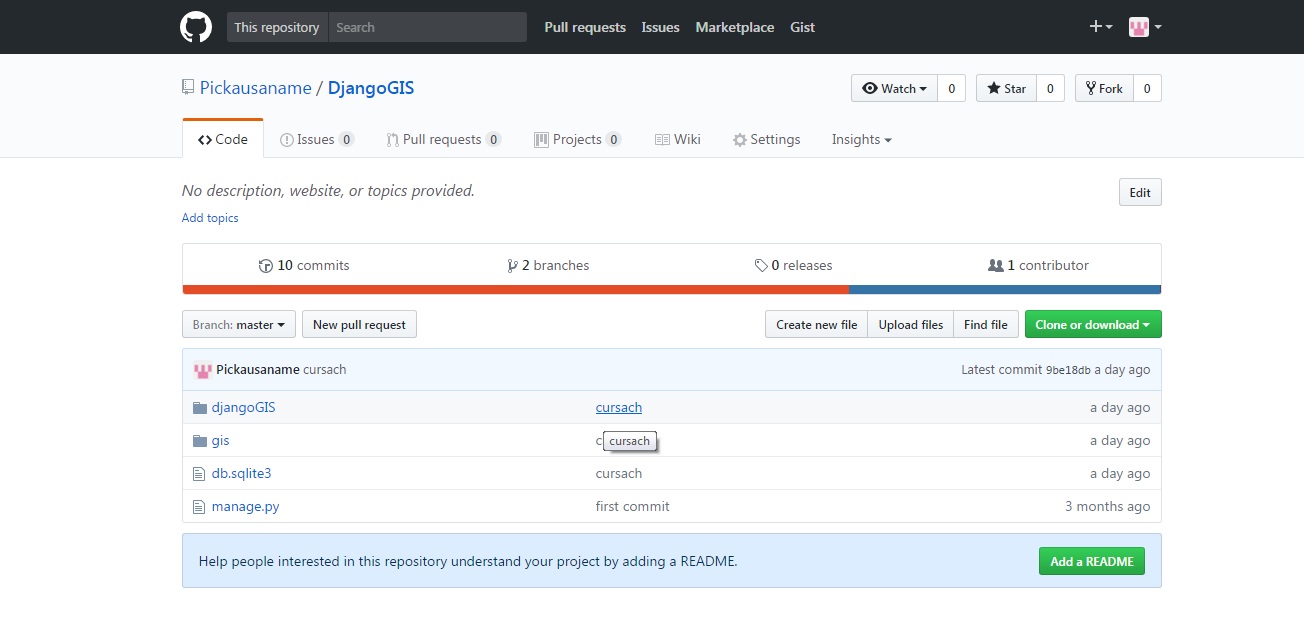 This repository Search Pull requests Issues Marketplace Gist
Pickausaname / DjangoGIS Watch 0 Star 0 Fork 0
Code Issues 0 Pull requests 0 Projects 0 Wiki Settings Insights
No description, website, or topics provided. Edit
Add topics
10 commits 2 branches 0 releases 1 contributor
Branch: master New pull request Create new file Upload files Find file Clone or download
Pickausaname cursach Latest commit 9be18db a day ago
djangoGIS cursach a day ago
gis c cursach a day ago
db.sqlite3 cursach a day ago
manage.py first commit 3 months ago
Help people interested in this repository understand your project by adding a README. Add a README